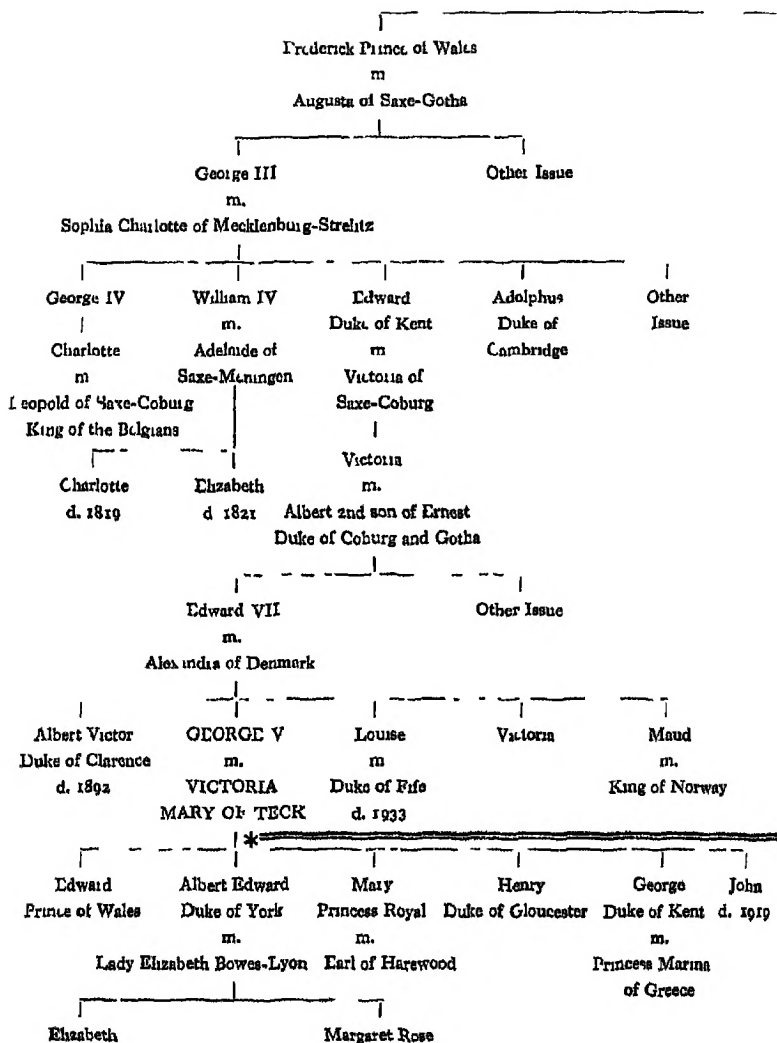 Frederick Prince of Wales
m
Augusta of Saxe-Gotha
George III
m.
Sophia Charlotte of Mecklenburg-Strelitz
Other Issue
George IV
Charlotte
m
Leopold of Saxe-Coburg
King of the Belgians
William IV
m.
Adelaide of
Saxe-Meningen
Charlotte
d. 1819
Elizabeth
d 1821
Edward
Duke of Kent
m
Victoria of
Saxe-Coburg
Victoria
m.
Albert 2nd son of Ernest
Duke of Coburg and Gotha
Adolphus
Duke of
Cambridge
Other
Issue
Edward VII
m.
Alexandra of Denmark
Other Issue
Albert Victor
Duke of Clarence
d. 1892
GEORGE V
m.
VICTORIA
MARY OF TECK
Louise
m
Duke of Fife
d. 1933
Victoria
Maud
m.
King of Norway
*
Edward
Prince of Wales
Albert Edward
Duke of York
m.
Lady Elizabeth Bowes-Lyon
Mary
Princess Royal
m.
Earl of Harewood
Henry
Duke of Gloucester
George
Duke of Kent
m.
Princess Marina
of Greece
John
d. 1919
Elizabeth
Margaret Rose